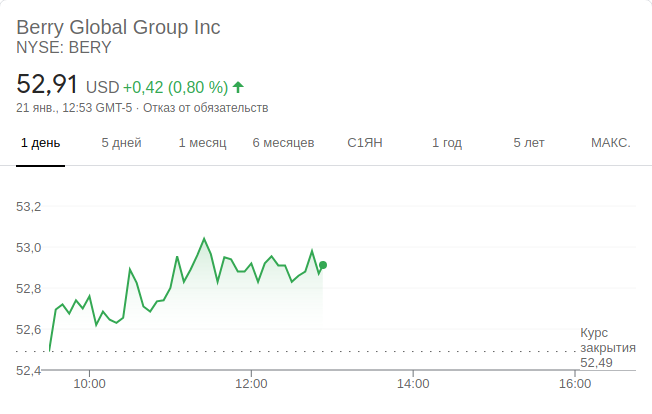 Berry Global Group Inc
NYSE: BERY
52,91 USD +0,42 (0,80 %)
21 янв., 12:53 GMT-5 · Отказ от обязательств
1 день 5 дней 1 месяц 6 месяцев С1ЯН 1 год 5 лет МАКС.
53,2
53,0
52,8
52,6
52,4
Курс
закрытия
52,49
10:00 12:00 14:00 16:00